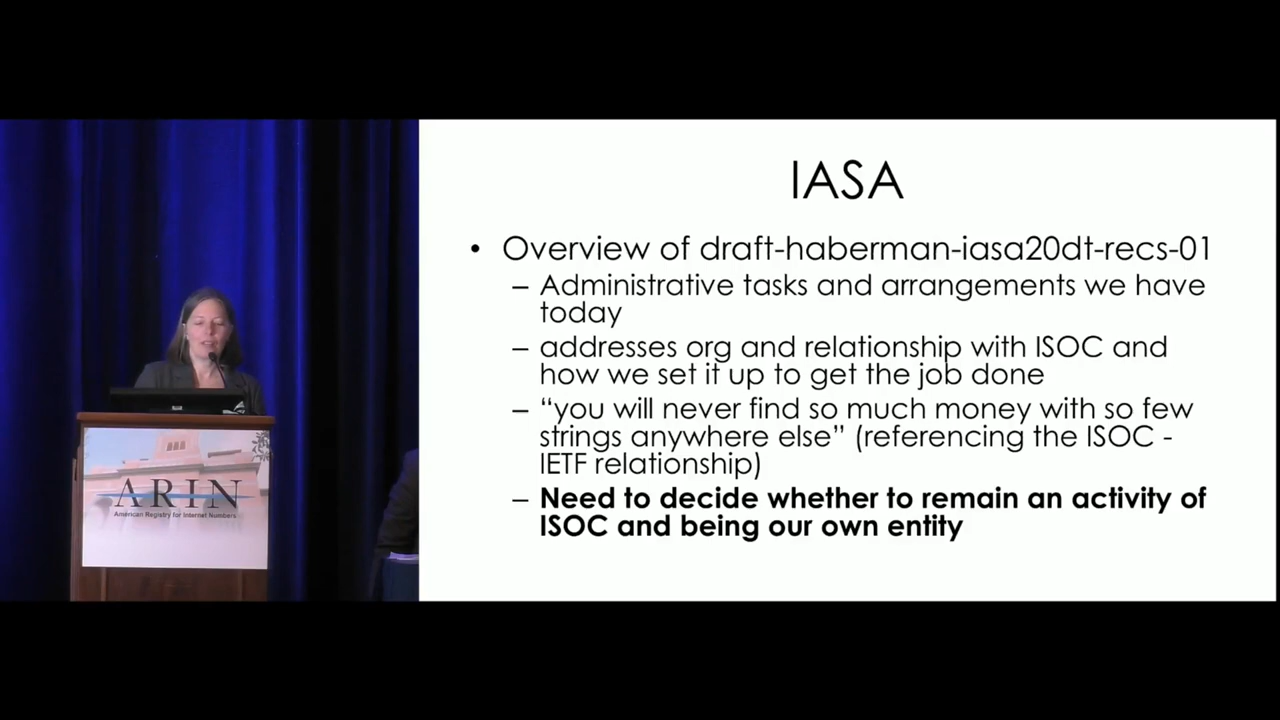 IASA
• Overview of draft-haberman-iasa20dt-recs-01
– Administrative tasks and arrangements we have
today
– addresses org and relationship with ISOC and
how we set it up to get the job done
– “you will never find so much money with so few
strings anywhere else” (referencing the ISOC -
IETF relationship)
– Need to decide whether to remain an activity of
ISOC and being our own entity
ARIN
American Registry for Internet Numbers